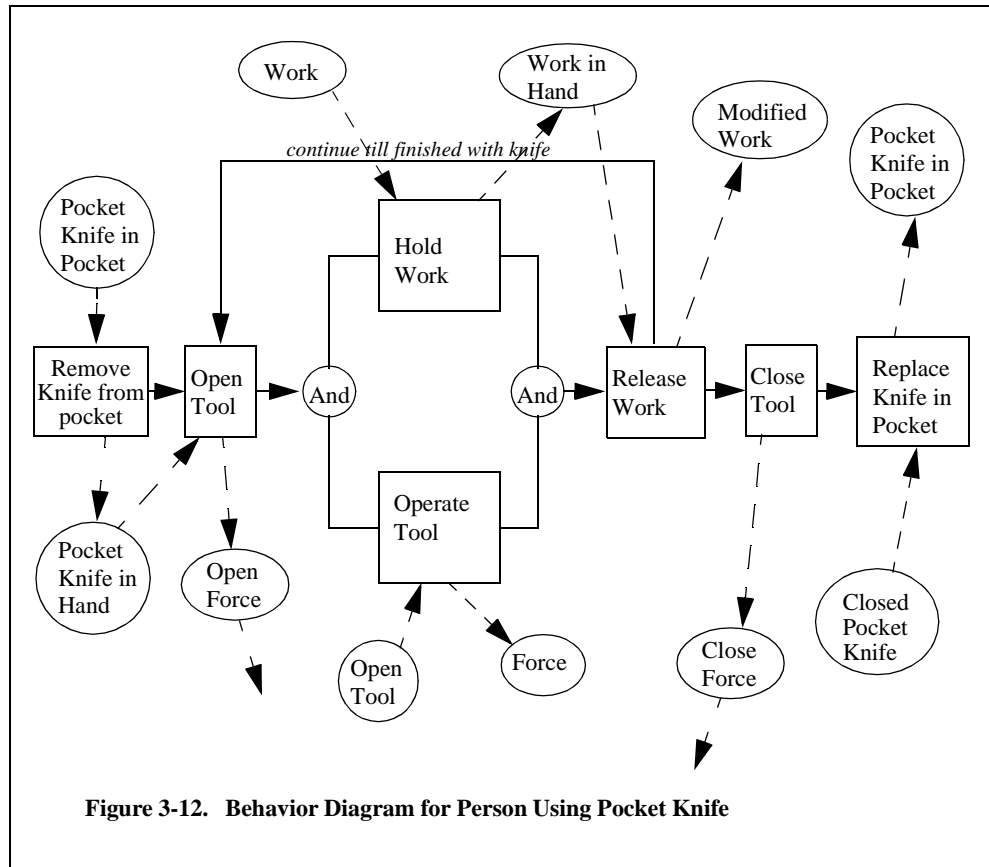 Work
Work in
Hand
Modified
Work
Pocket
Knife in
Pocket
continue till finished with knife
Pocket
Knife in
Pocket
Hold
Work
Remove
Knife from
pocket
Open
Tool
And
And
Release
Work
Close
Tool
Replace
Knife in
Pocket
Operate
Tool
Pocket
Knife in
Hand
Open
Force
Open
Tool
Force
Close
Force
Closed
Pocket
Knife
Figure 3-12. Behavior Diagram for Person Using Pocket Knife